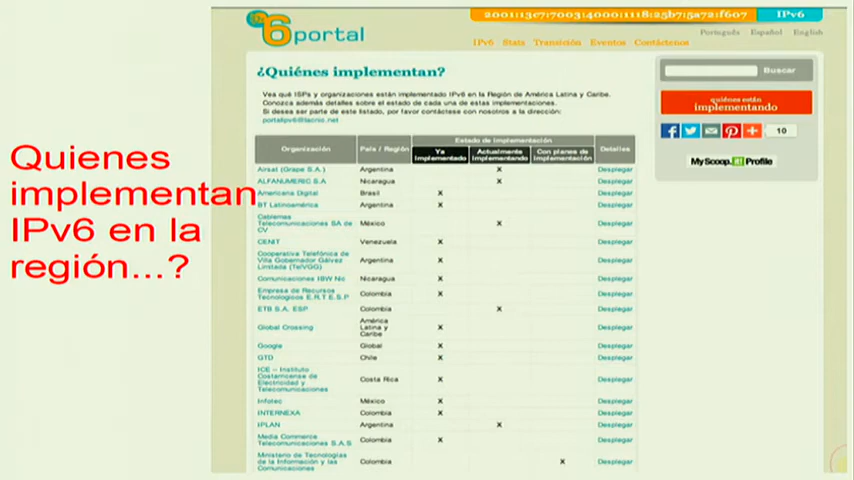 Quienes
implementan
IPv6 en la
región...?
6portal
2001:13c7:7003:4000:1118:25b7:5a72:f607 IPv6
Português Español English
IPv6 Stats Transición Eventos Contáctenos
¿Quiénes implementan?
Vea qué ISPs y organizaciones están implementado IPv6 en la Región de América Latina y Caribe.
Conozca además detalles sobre el estado de cada una de estas implementaciones.
Si desea ser parte de este listado, por favor contáctese con nosotros a la dirección:
portalipv6@lacnic.net
Buscar
quiénes están
implementando
10
MyScoop.it! Profile
Organización País / Región Estado de implementación Detalles
Ya implementado Actualmente implementando Con planes de implementación
Airsat (Grape S.A.) Argentina X Desplegar
ALFANUMERIC S.A Nicaragua X Desplegar
Americana Digital Brasil X Desplegar
BT Latinoamérica Argentina X Desplegar
Cablemas
Telecomunicaciones SA de
CV México X Desplegar
CENIT Venezuela X Desplegar
Cooperativa Telefónica de
Villa Gobernador Gálvez
Limitada (TelVGG) Argentina X Desplegar
Comunicaciones IBW Nic Nicaragua X Desplegar
Empresa de Recursos
Tecnologicos E.R.T E.S.P Colombia X Desplegar
ETB S.A. ESP Colombia X Desplegar
Global Crossing América Latina y Caribe X Desplegar
Google Global X Desplegar
GTD Chile X Desplegar
ICE – Instituto
Costarricense de
Electricidad y
Telecomunicaciones Costa Rica X Desplegar
Infotec México X Desplegar
INTERNEXA Colombia X Desplegar
IPLAN Argentina X Desplegar
Media Commerce
Telecomunicaciones S.A.S Colombia X Desplegar
Ministerio de Tecnologías
de la Información y las
Comunicaciones Colombia X Desplegar